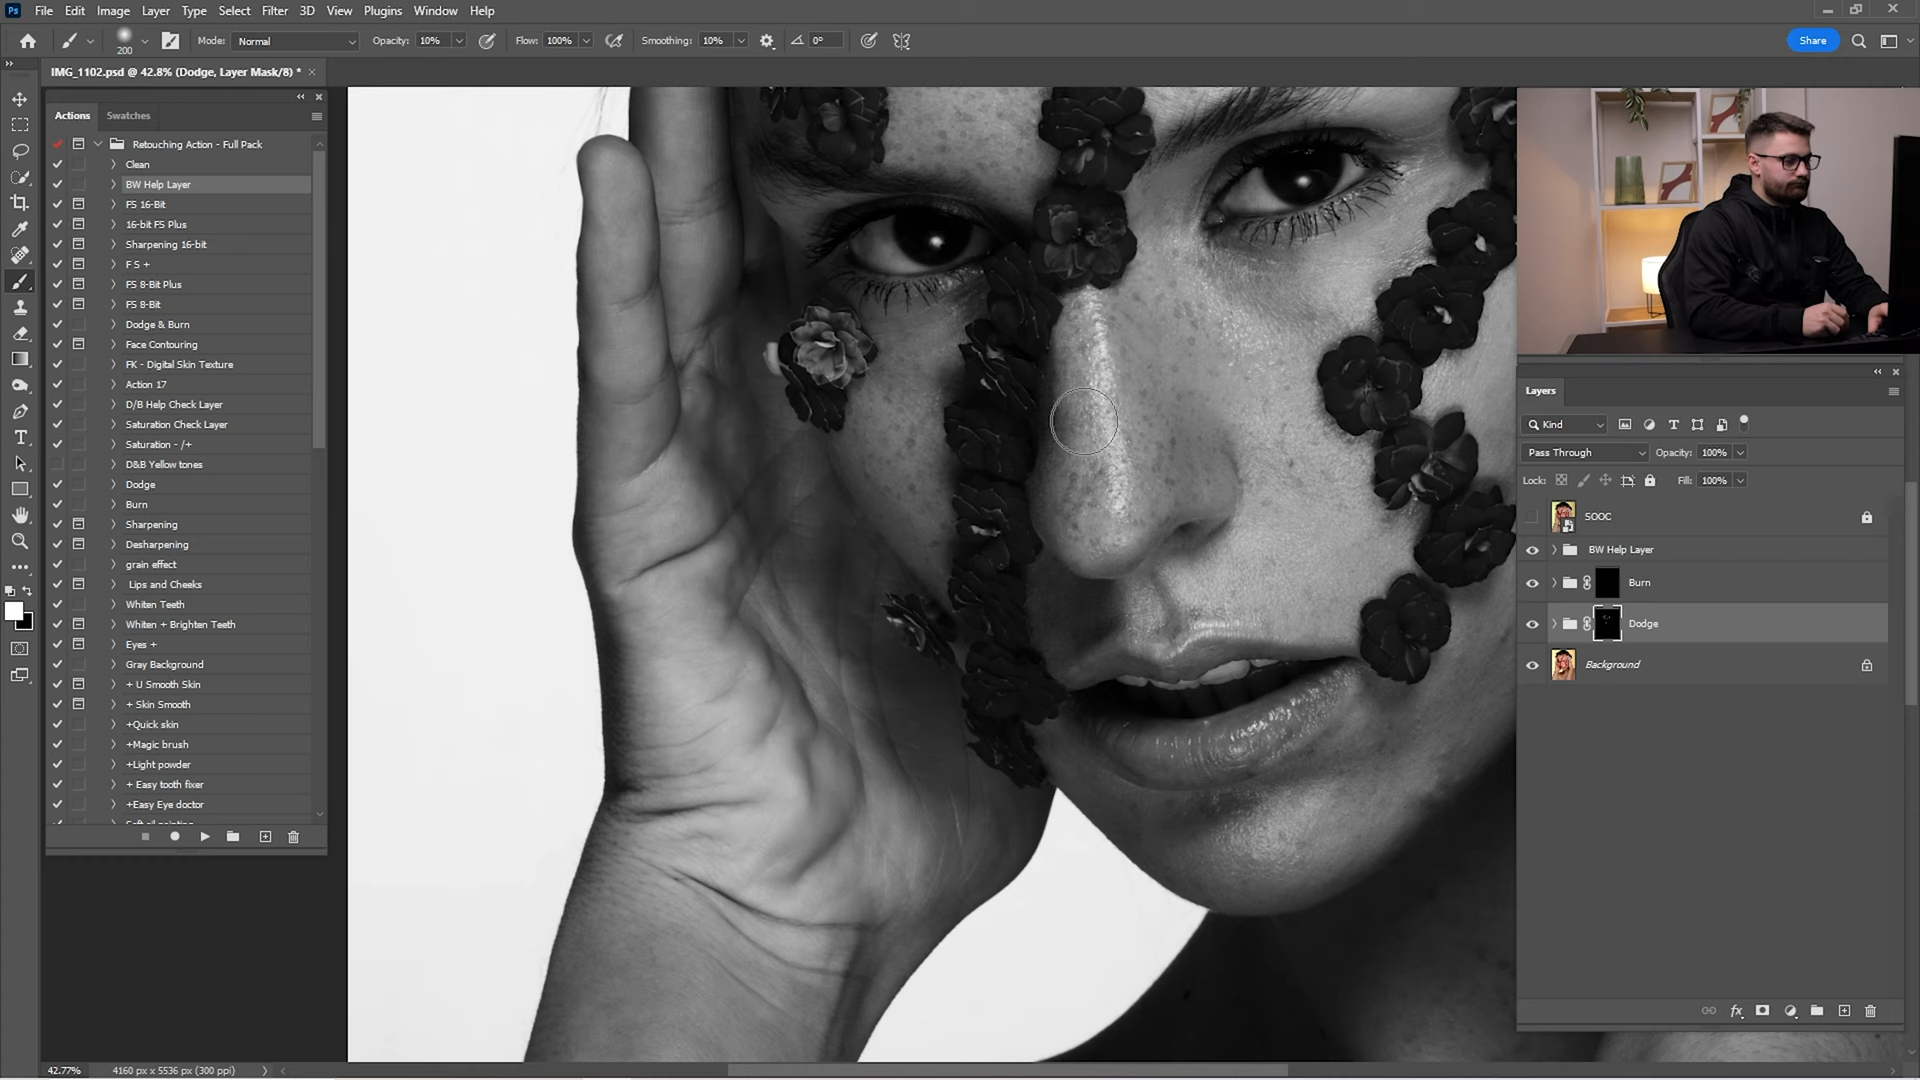 Ps File Edit Image Layer Type Select Filter 3D View Plugins Window Help
200 Mode: Normal Opacity: 10% Flow: 100% Smoothing: 10% 0° Share
IMG_1102.psd @ 42.8% (Dodge, Layer Mask/8) *
Actions Swatches
Retouching Action - Full Pack
Clean
BW Help Layer
FS 16-Bit
16-bit FS Plus
Sharpening 16-bit
F S +
FS 8-Bit Plus
FS 8-Bit
Dodge & Burn
Face Contouring
FK - Digital Skin Texture
Action 17
D/B Help Check Layer
Saturation Check Layer
Saturation - /+
D&B Yellow tones
Dodge
Burn
Sharpening
Desharpening
grain effect
Lips and Cheeks
Whiten Teeth
Whiten + Brighten Teeth
Eyes +
Gray Background
+ U Smooth Skin
+ Skin Smooth
+Quick skin
+Magic brush
+Light powder
+ Easy tooth fixer
+Easy Eye doctor
Layers
Kind
Pass Through Opacity: 100%
Lock: Fill: 100%
SOOC
BW Help Layer
Burn
Dodge
Background
fx
42.77% 4160 px x 5536 px (300 ppi)